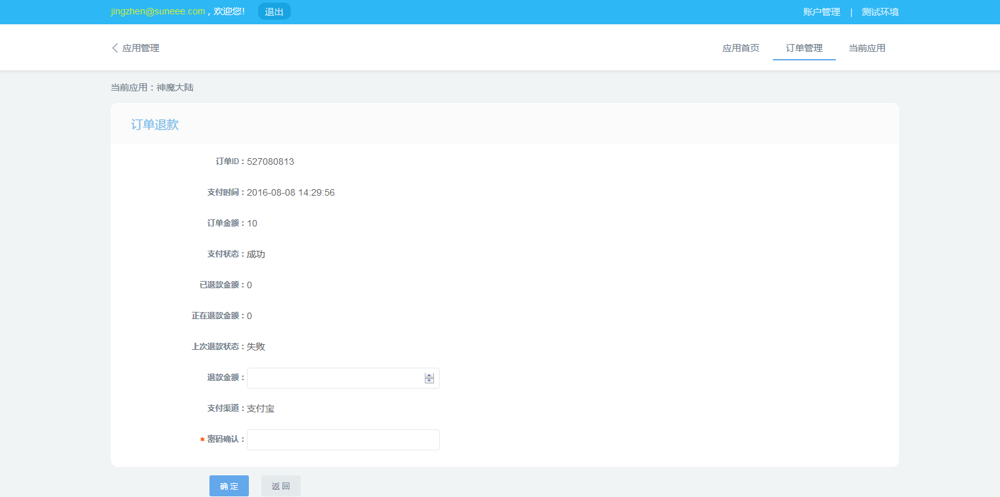 jingzhen@suneee.com，欢迎您! 退出 账户管理 | 测试环境
应用管理 应用首页 订单管理 当前应用
当前应用：神魔大陆
订单退款
订单ID：527080813
支付时间：2016-08-08 14:29:56
订单金额：10
支付状态：成功
已退款金额：0
正在退款金额：0
上次退款状态：失败
退款金额：
支付渠道：支付宝
* 密码确认：
确 定 返 回